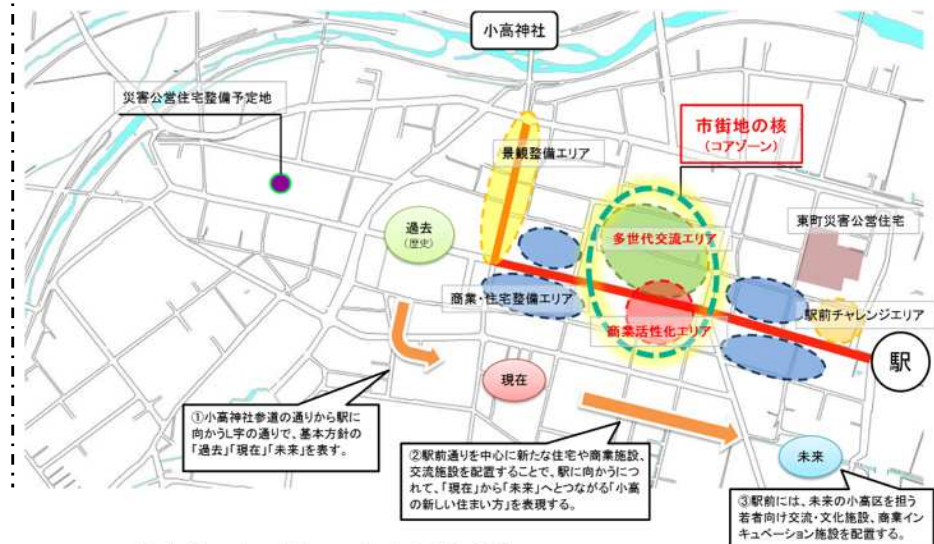 小高神社
災害公営住宅整備予定地
市街地の核
（コアゾーン）
景観整備エリア
東町災害公営住宅
過去
（歴史）
多世代交流エリア
商業・住宅整備エリア
駅前チャレンジエリア
商業活性化エリア
駅
現在
①小高神社参道の通りから駅に
向かうL字の通りで、基本方針の
「過去」「現在」「未来」を表す。
②駅前通りを中心に新たな住宅や商業施設、
交流施設を配置することで、駅に向かうにつ
れて、「現在」から「未来」へとつながる「小高
の新しい住まい方」を表現する。
未来
③駅前には、未来の小高区を担う
若者向け交流・文化施設、商業イン
キュベーション施設を配置する。